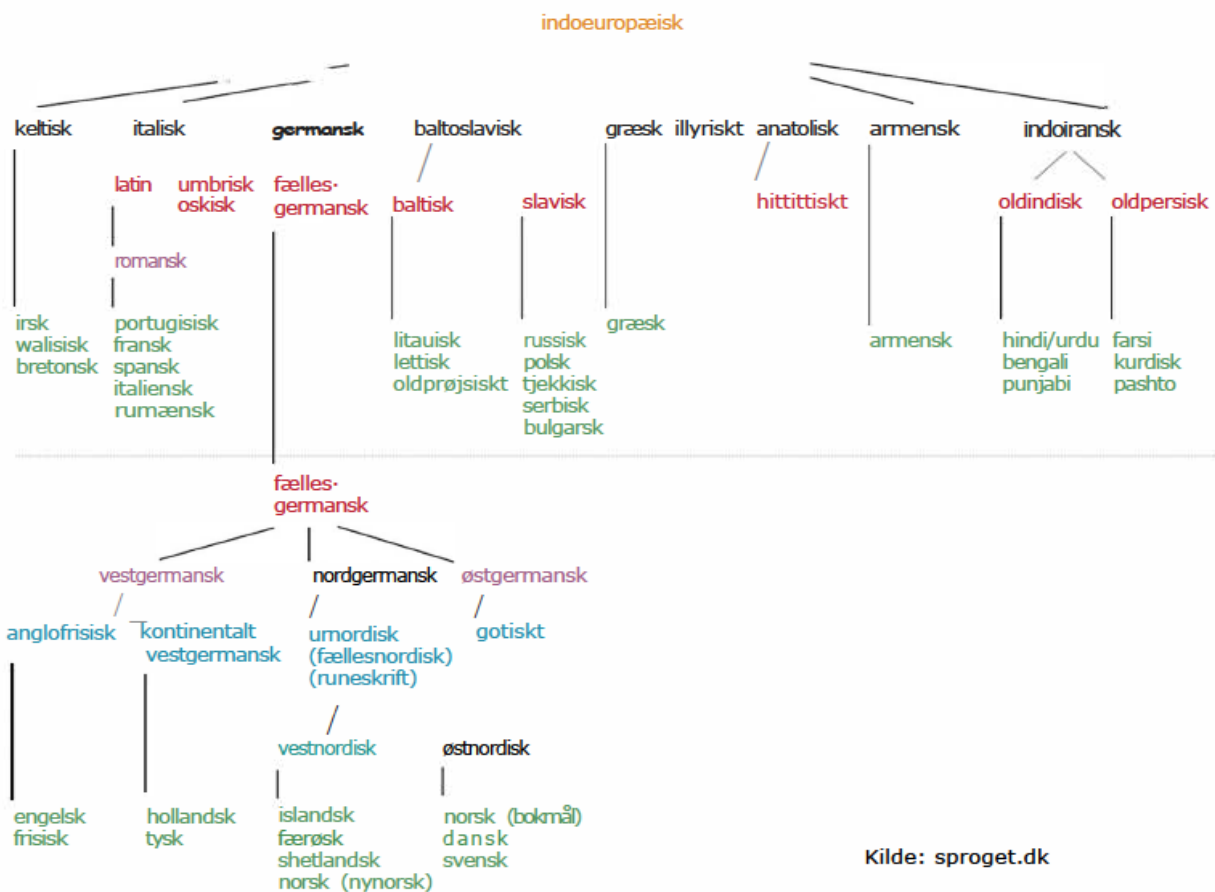 indoeuropæisk
keltisk italisk germansk baltoslavisk græsk illyriskt anatolisk armensk indoiransk
latin umbrisk fælles-
oskisk germansk baltisk slavisk hittittiskt oldindisk oldpersisk
romansk
irsk portugisisk græsk
walisisk fransk litauisk russisk armensk hindi/urdu farsi
bretonsk spansk lettisk polsk bengali kurdisk
italiensk oldprøjsiskt tjekkisk punjabi pashto
rumænsk serbisk
bulgarsk
fælles-
germansk
vestgermansk nordgermansk østgermansk
anglofrisisk kontinentalt urnordisk gotiskt
vestgermansk (fællesnordisk)
(runeskrift)
vestnordisk østnordisk
engelsk hollandsk islandsk norsk (bokmål)
frisisk tysk færøsk dansk
shetlandsk svensk
norsk (nynorsk)
Kilde: sproget.dk